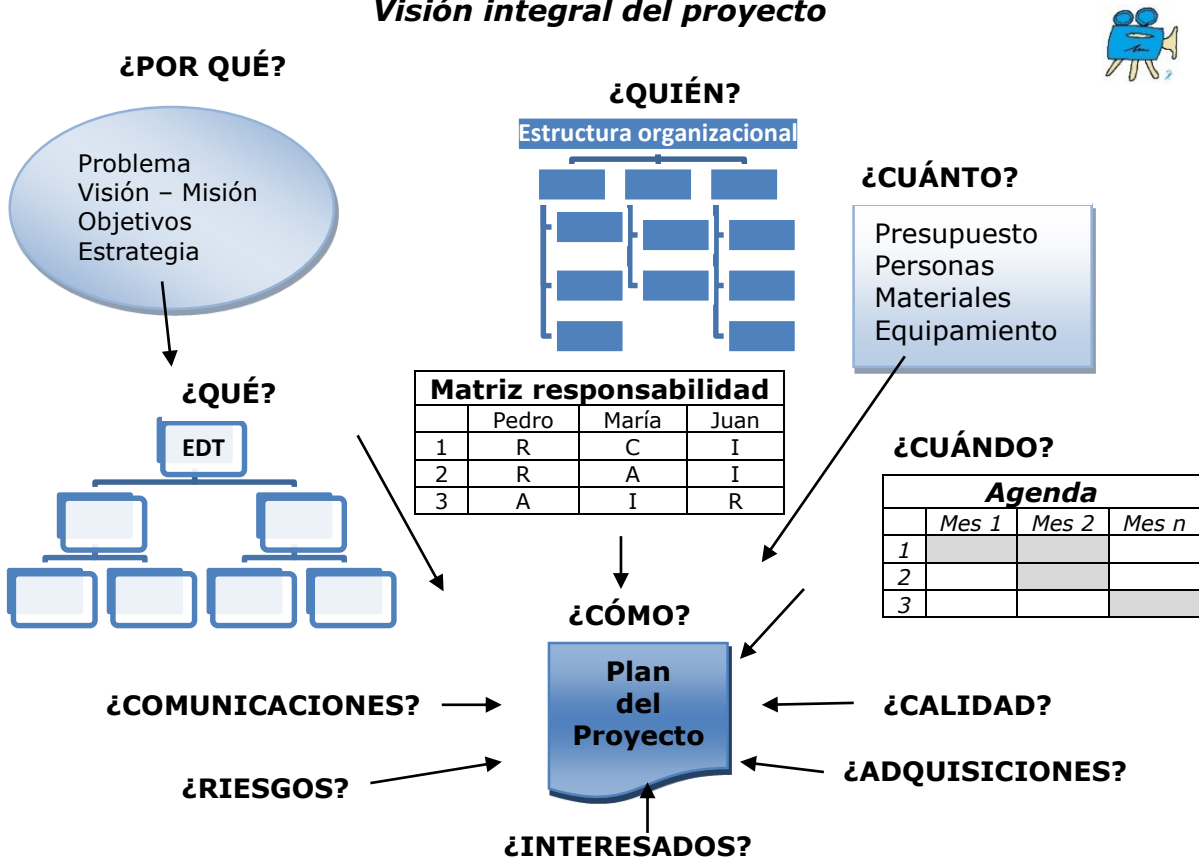 Visión integral del proyecto
¿POR QUÉ?
Problema
Visión – Misión
Objetivos
Estrategia
¿QUIÉN?
Estructura organizacional
¿CUÁNTO?
Presupuesto
Personas
Materiales
Equipamiento
¿QUÉ?
EDT
Matriz responsabilidad
Pedro María Juan
1 R C I
2 R A I
3 A I R
¿CUÁNDO?
Agenda
Mes 1 Mes 2 Mes n
1
2
3
¿CÓMO?
Plan
del
Proyecto
¿COMUNICACIONES?
¿CALIDAD?
¿RIESGOS?
¿ADQUISICIONES?
¿INTERESADOS?